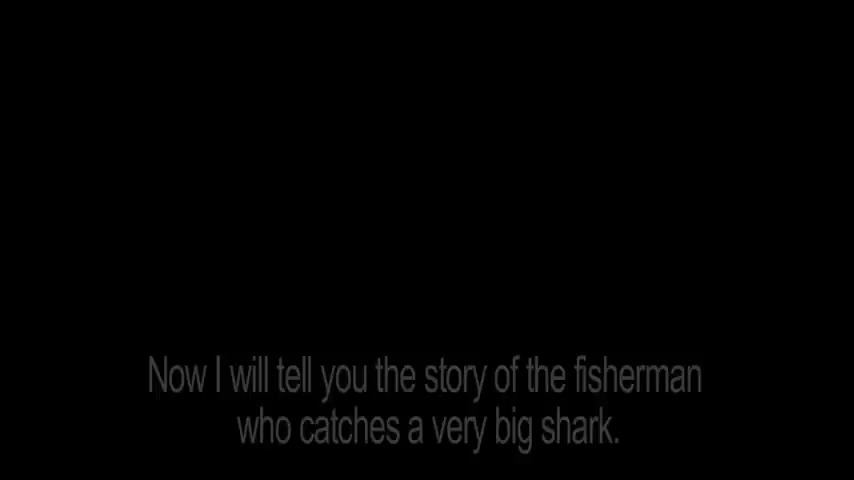 Now I will tell you the story of the fisherman
who catches a very big shark.